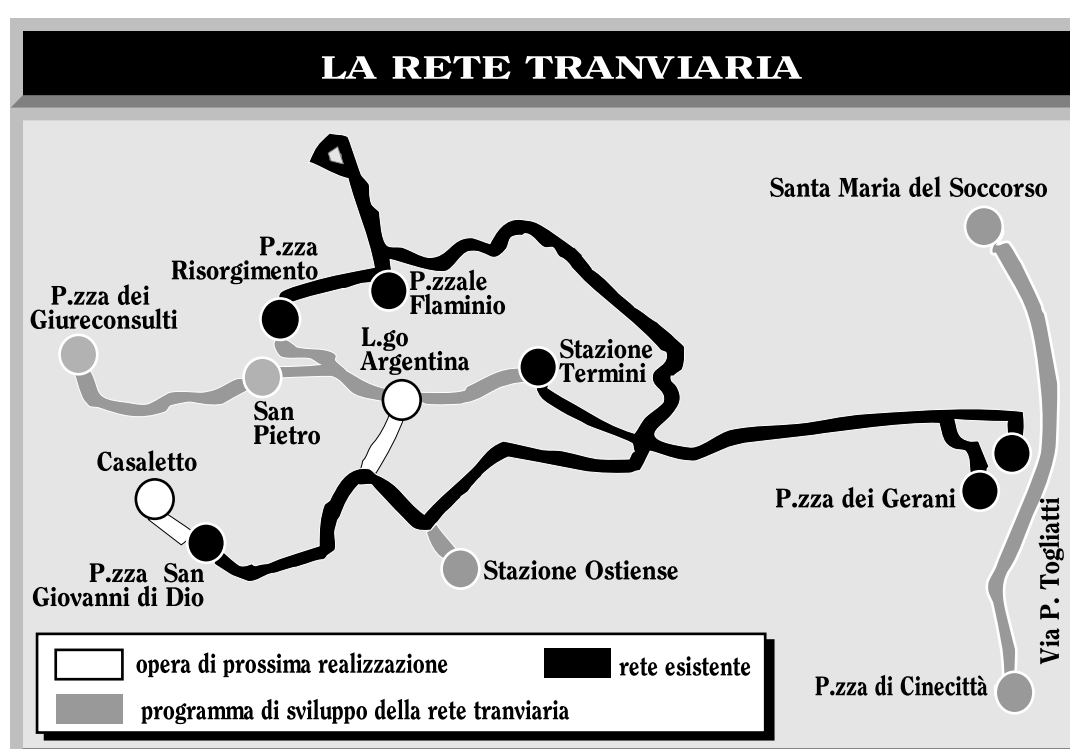 LA RETE TRANVIARIA
Santa Maria del Soccorso
P.zza
Risorgimento
P.zzale
Flaminio
P.zza dei
Giureconsulti
L.go
Argentina
Stazione
Termini
San
Pietro
Casaletto
P.zza dei Gerani
P.zza San
Giovanni di Dio
Stazione Ostiense
Via P. Togliatti
P.zza di Cinecittà
opera di prossima realizzazione
rete esistente
programma di sviluppo della rete tranviaria